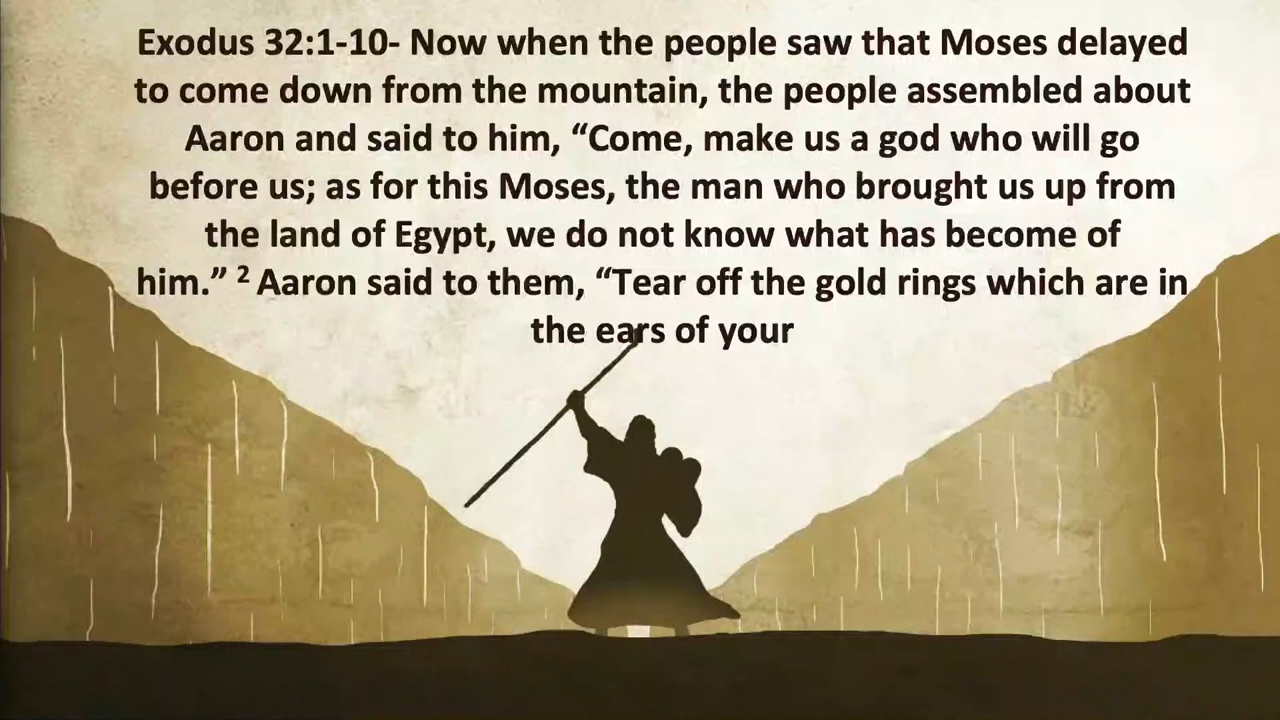 Exodus 32:1-10- Now when the people saw that Moses delayed
to come down from the mountain, the people assembled about
Aaron and said to him, “Come, make us a god who will go
before us; as for this Moses, the man who brought us up from
the land of Egypt, we do not know what has become of
him.” 2 Aaron said to them, “Tear off the gold rings which are in
the ears of your